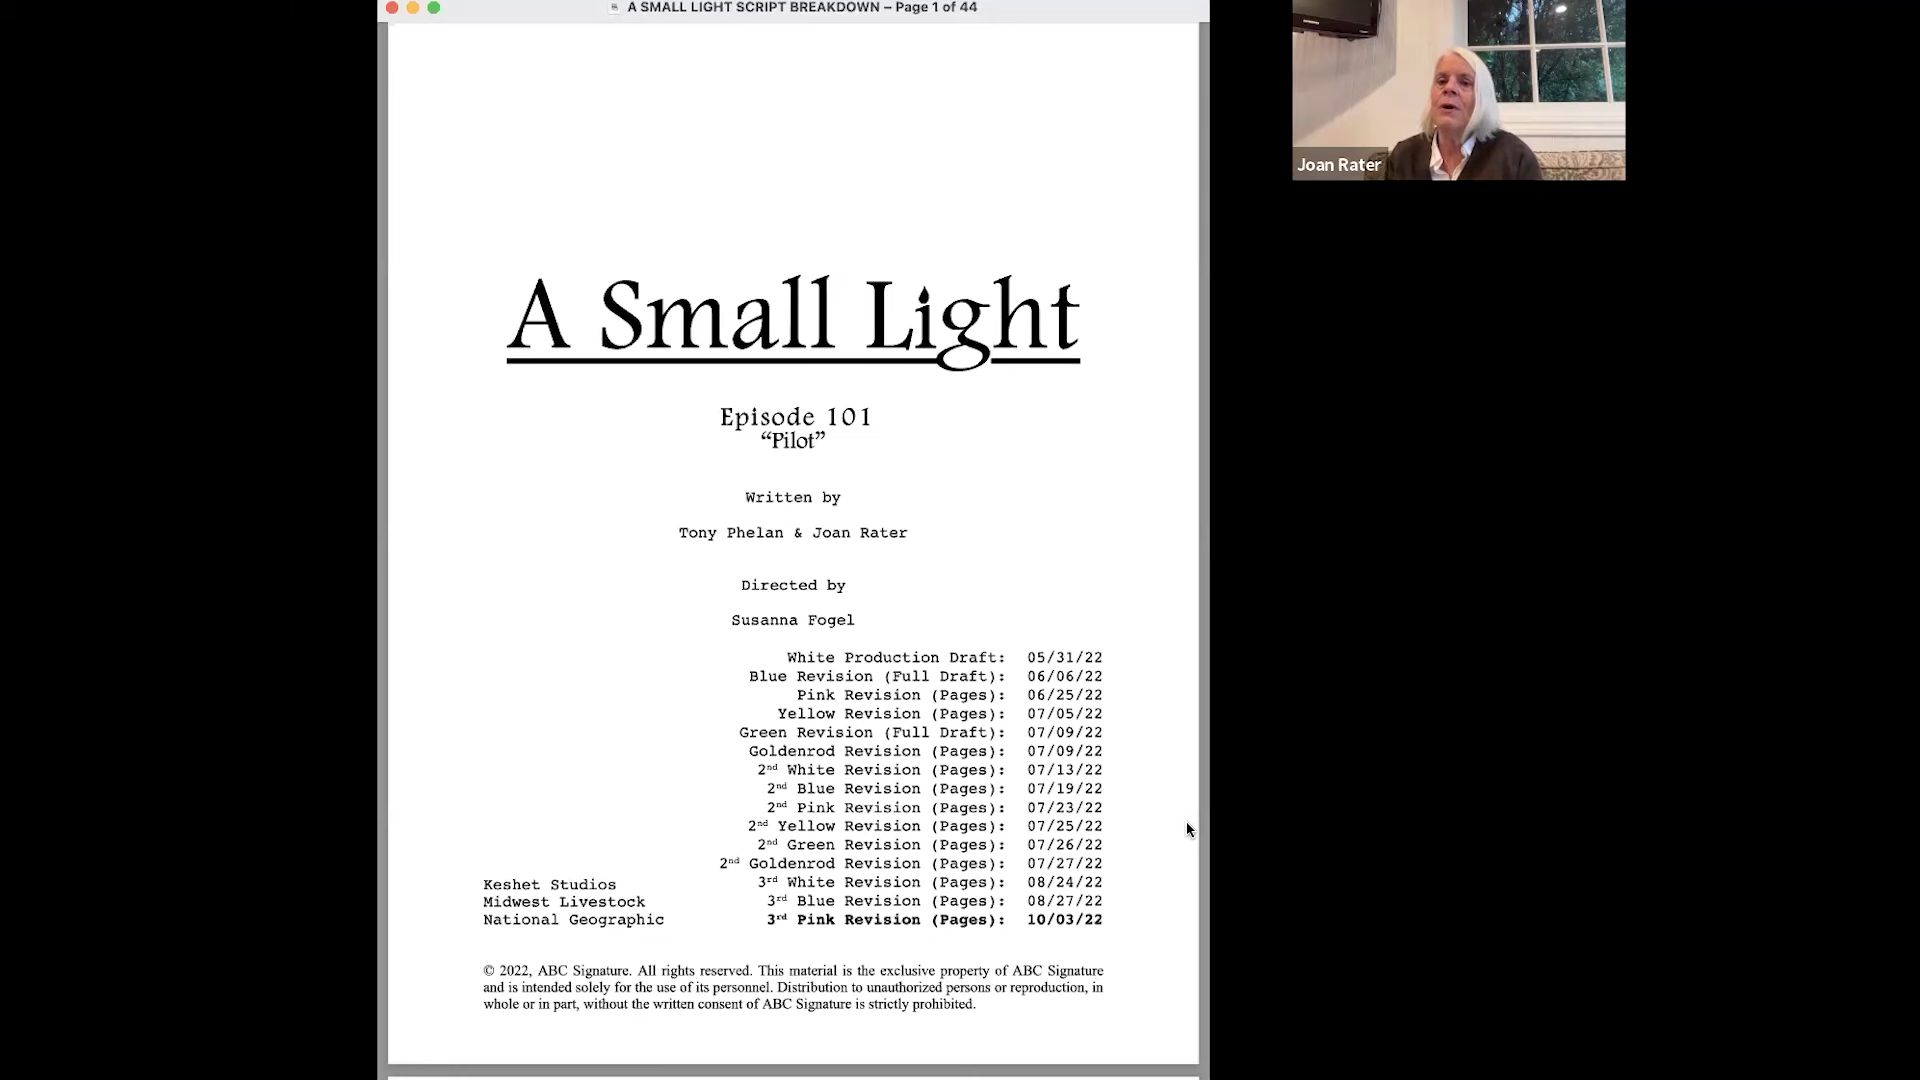 A SMALL LIGHT SCRIPT BREAKDOWN – Page 1 of 44
Joan Rater
A Small Light
Episode 101
“Pilot”
Written by
Tony Phelan & Joan Rater
Directed by
Susanna Fogel
White Production Draft: 05/31/22
Blue Revision (Full Draft): 06/06/22
Pink Revision (Pages): 06/25/22
Yellow Revision (Pages): 07/05/22
Green Revision (Full Draft): 07/09/22
Goldenrod Revision (Pages): 07/09/22
2nd White Revision (Pages): 07/13/22
2nd Blue Revision (Pages): 07/19/22
2nd Pink Revision (Pages): 07/23/22
2nd Yellow Revision (Pages): 07/25/22
2nd Green Revision (Pages): 07/26/22
2nd Goldenrod Revision (Pages): 07/27/22
3rd White Revision (Pages): 08/24/22
3rd Blue Revision (Pages): 08/27/22
3rd Pink Revision (Pages): 10/03/22
Keshet Studios
Midwest Livestock
National Geographic
© 2022, ABC Signature. All rights reserved. This material is the exclusive property of ABC Signature
and is intended solely for the use of its personnel. Distribution to unauthorized persons or reproduction, in
whole or in part, without the written consent of ABC Signature is strictly prohibited.